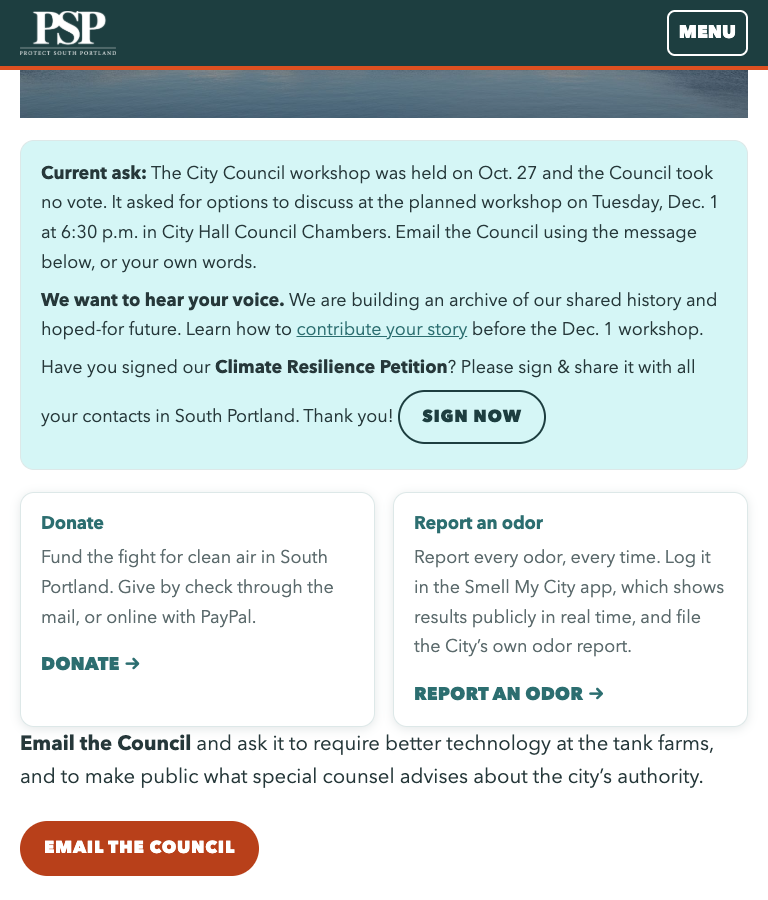 PSP
PROTECT SOUTH PORTLAND
MENU
Current ask: The City Council workshop was held on Oct. 27 and the Council took
no vote. It asked for options to discuss at the planned workshop on Tuesday, Dec. 1
at 6:30 p.m. in City Hall Council Chambers. Email the Council using the message
below, or your own words.
We want to hear your voice. We are building an archive of our shared history and
hoped-for future. Learn how to contribute your story before the Dec. 1 workshop.
Have you signed our Climate Resilience Petition? Please sign & share it with all
your contacts in South Portland. Thank you! SIGN NOW
Donate
Fund the fight for clean air in South
Portland. Give by check through the
mail, or online with PayPal.
DONATE →
Report an odor
Report every odor, every time. Log it
in the Smell My City app, which shows
results publicly in real time, and file
the City’s own odor report.
REPORT AN ODOR →
Email the Council and ask it to require better technology at the tank farms,
and to make public what special counsel advises about the city’s authority.
EMAIL THE COUNCIL